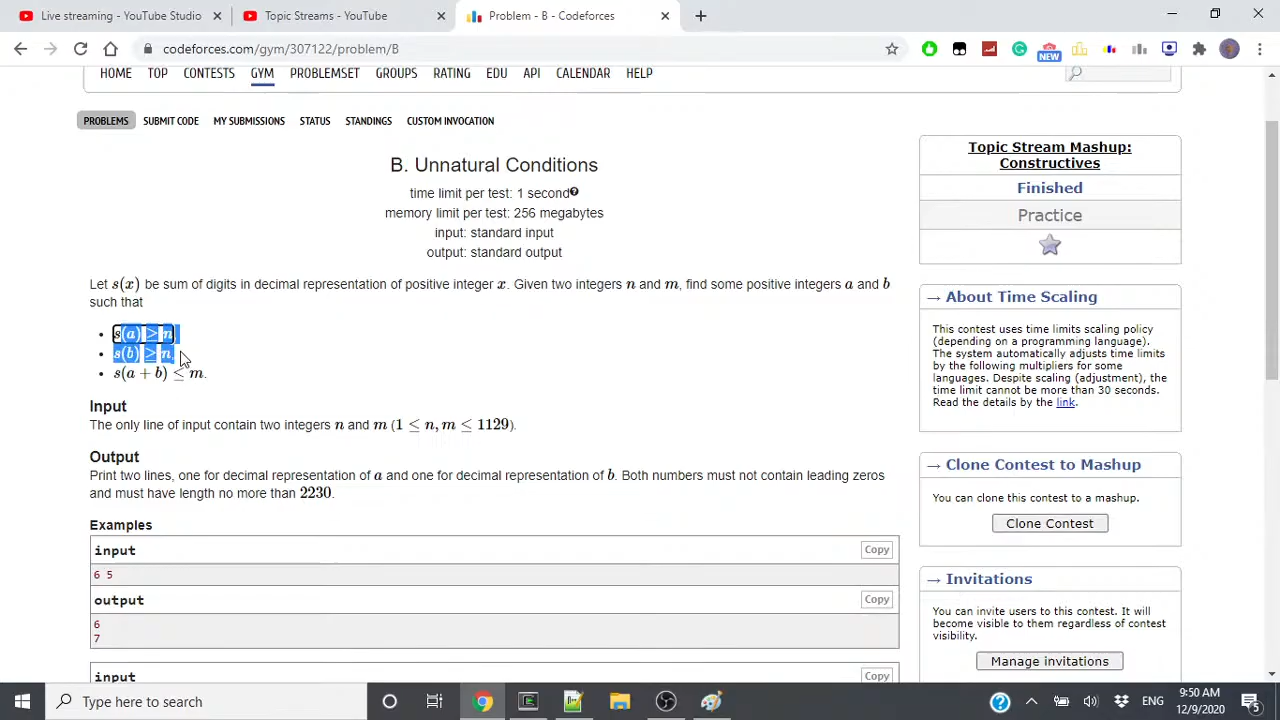 Live streaming - YouTube Studio
Topic Streams - YouTube
Problem - B - Codeforces
codeforces.com/gym/307122/problem/B
NEW
HOME TOP CONTESTS GYM PROBLEMSET GROUPS RATING EDU API CALENDAR HELP
PROBLEMS SUBMIT CODE MY SUBMISSIONS STATUS STANDINGS CUSTOM INVOCATION
B. Unnatural Conditions
time limit per test: 1 second
memory limit per test: 256 megabytes
input: standard input
output: standard output
Let s(x) be sum of digits in decimal representation of positive integer x. Given two integers n and m, find some positive integers a and b
such that
• s(a) ≥ n,
• s(b) ≥ n,
• s(a + b) ≤ m.
Input
The only line of input contain two integers n and m (1 ≤ n, m ≤ 1129).
Output
Print two lines, one for decimal representation of a and one for decimal representation of b. Both numbers must not contain leading zeros
and must have length no more than 2230.
Examples
input
Copy
6 5
output
Copy
6
7
input
Copy
Topic Stream Mashup:
Constructives
Finished
Practice
→ About Time Scaling
This contest uses time limits scaling policy
(depending on a programming language).
The system automatically adjusts time limits
by the following multipliers for some
languages. Despite scaling (adjustment), the
time limit cannot be more than 30 seconds.
Read the details by the link.
→ Clone Contest to Mashup
You can clone this contest to a mashup.
Clone Contest
→ Invitations
You can invite users to this contest. It will
become visible to them regardless of contest
visibility.
Manage invitations
Type here to search
ENG
9:50 AM
12/9/2020
5